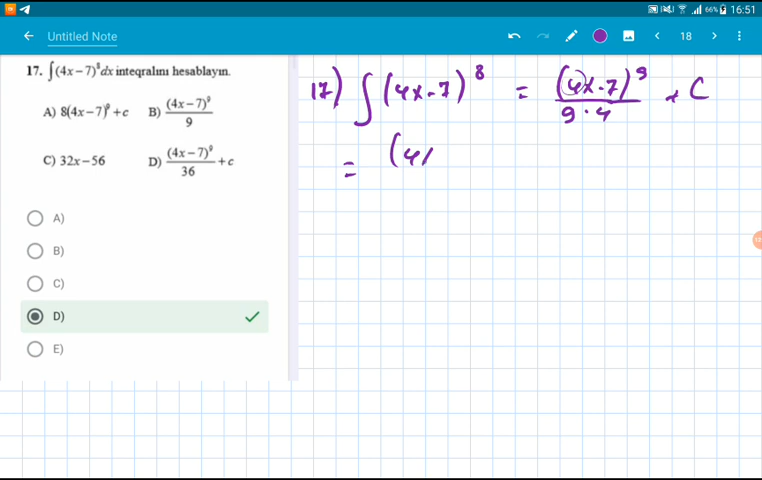 66% 16:51
Untitled Note
18
17. ∫(4x−7)⁸dx inteqralını hesablayın.
A) 8(4x−7)⁹+c B) (4x−7)⁹/9
C) 32x−56 D) (4x−7)⁹/36 +c
A)
B)
C)
D)
E)
17) ∫(4x-7)⁸ = (4x-7)⁹/9·4 + C
= (4